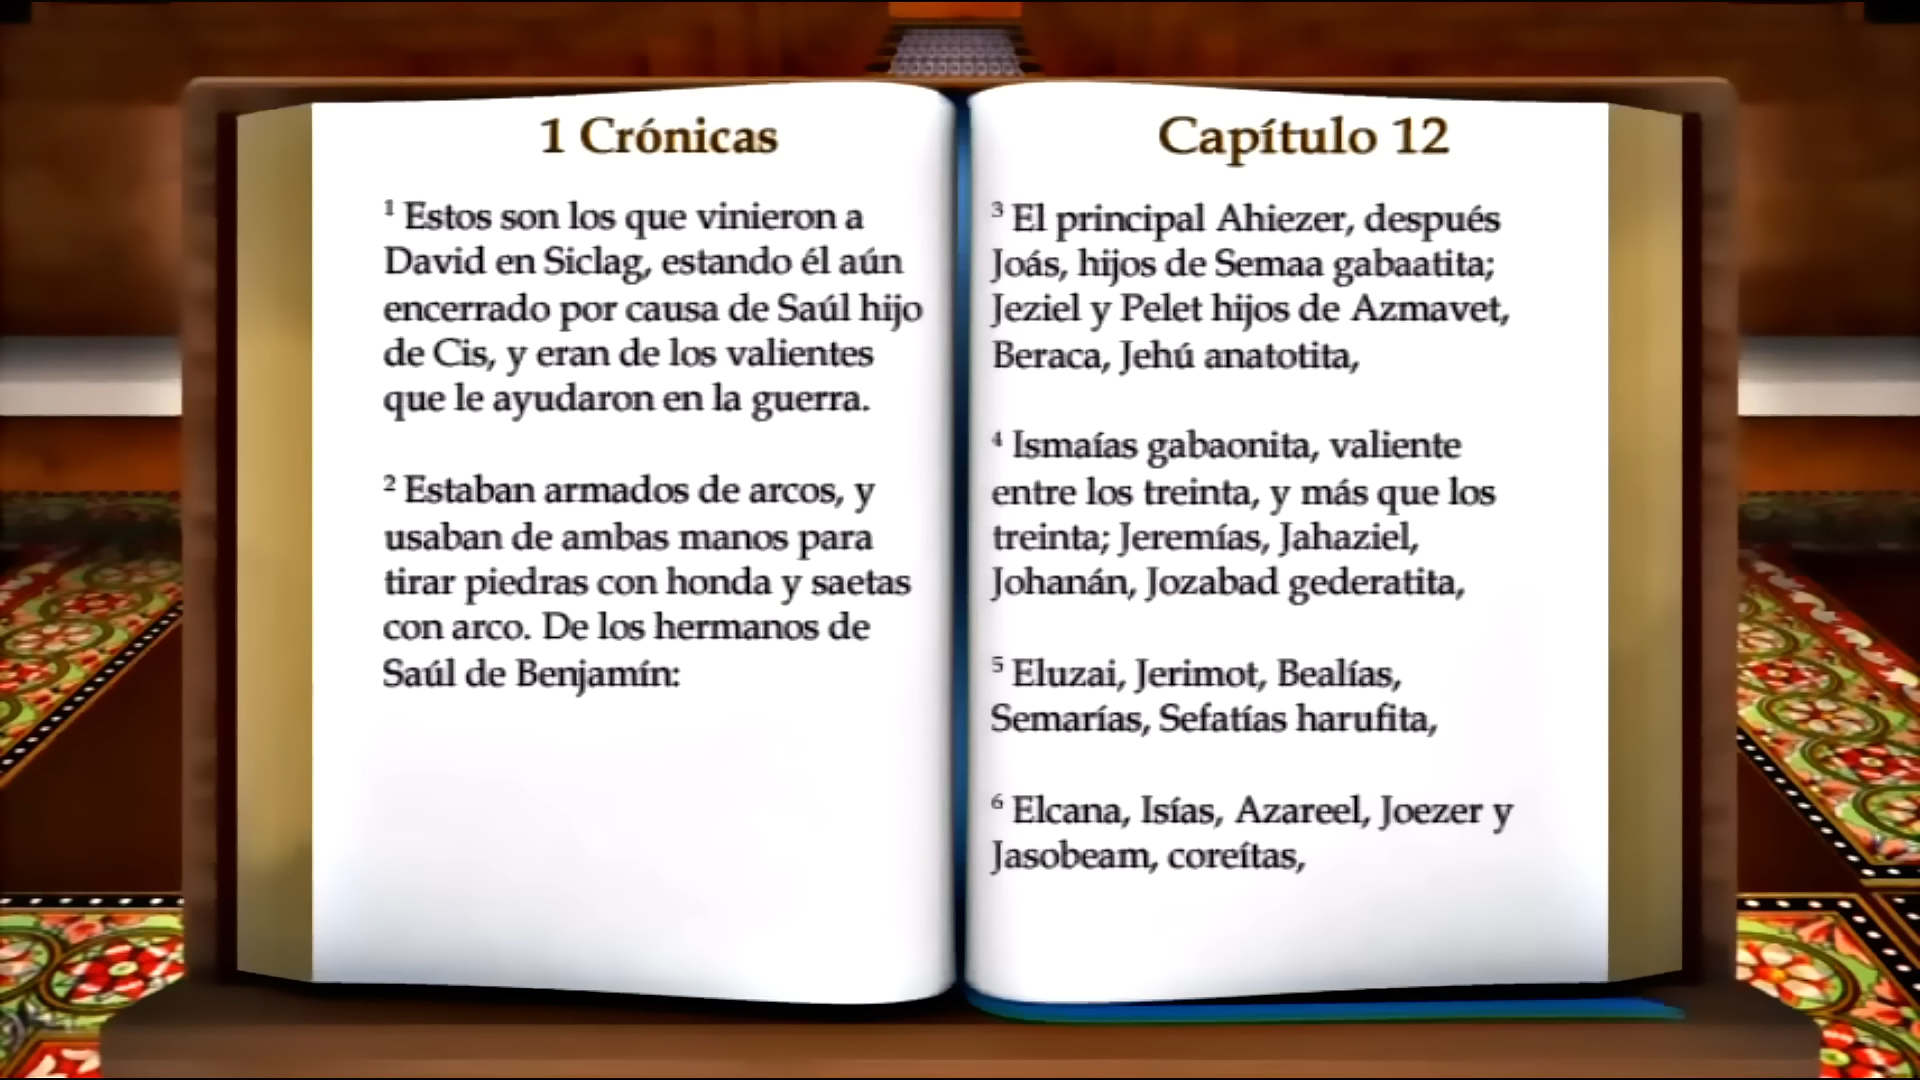 1 Crónicas
¹ Estos son los que vinieron a
David en Siclag, estando él aún
encerrado por causa de Saúl hijo
de Cis, y eran de los valientes
que le ayudaron en la guerra.
² Estaban armados de arcos, y
usaban de ambas manos para
tirar piedras con honda y saetas
con arco. De los hermanos de
Saúl de Benjamín:
Capítulo 12
³ El principal Ahiezer, después
Joás, hijos de Semaa gabaatita;
Jeziel y Pelet hijos de Azmavet,
Beraca, Jehú anatotita,
⁴ Ismaías gabaonita, valiente
entre los treinta, y más que los
treinta; Jeremías, Jahaziel,
Johanán, Jozabad gederatita,
⁵ Eluzai, Jerimot, Bealías,
Semarías, Sefatías harufita,
⁶ Elcana, Isías, Azareel, Joezer y
Jasobeam, coreítas,